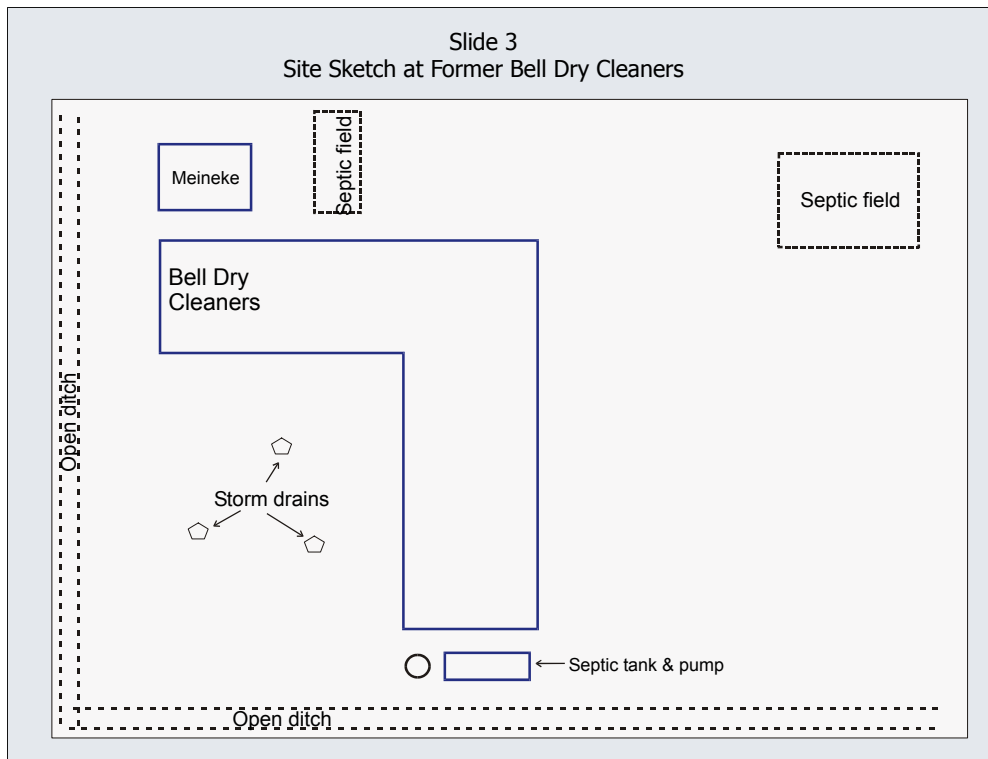 Slide 3
Site Sketch at Former Bell Dry Cleaners
Meineke
Septic field
Septic field
Bell Dry
Cleaners
Open ditch
Storm drains
Septic tank & pump
Open ditch